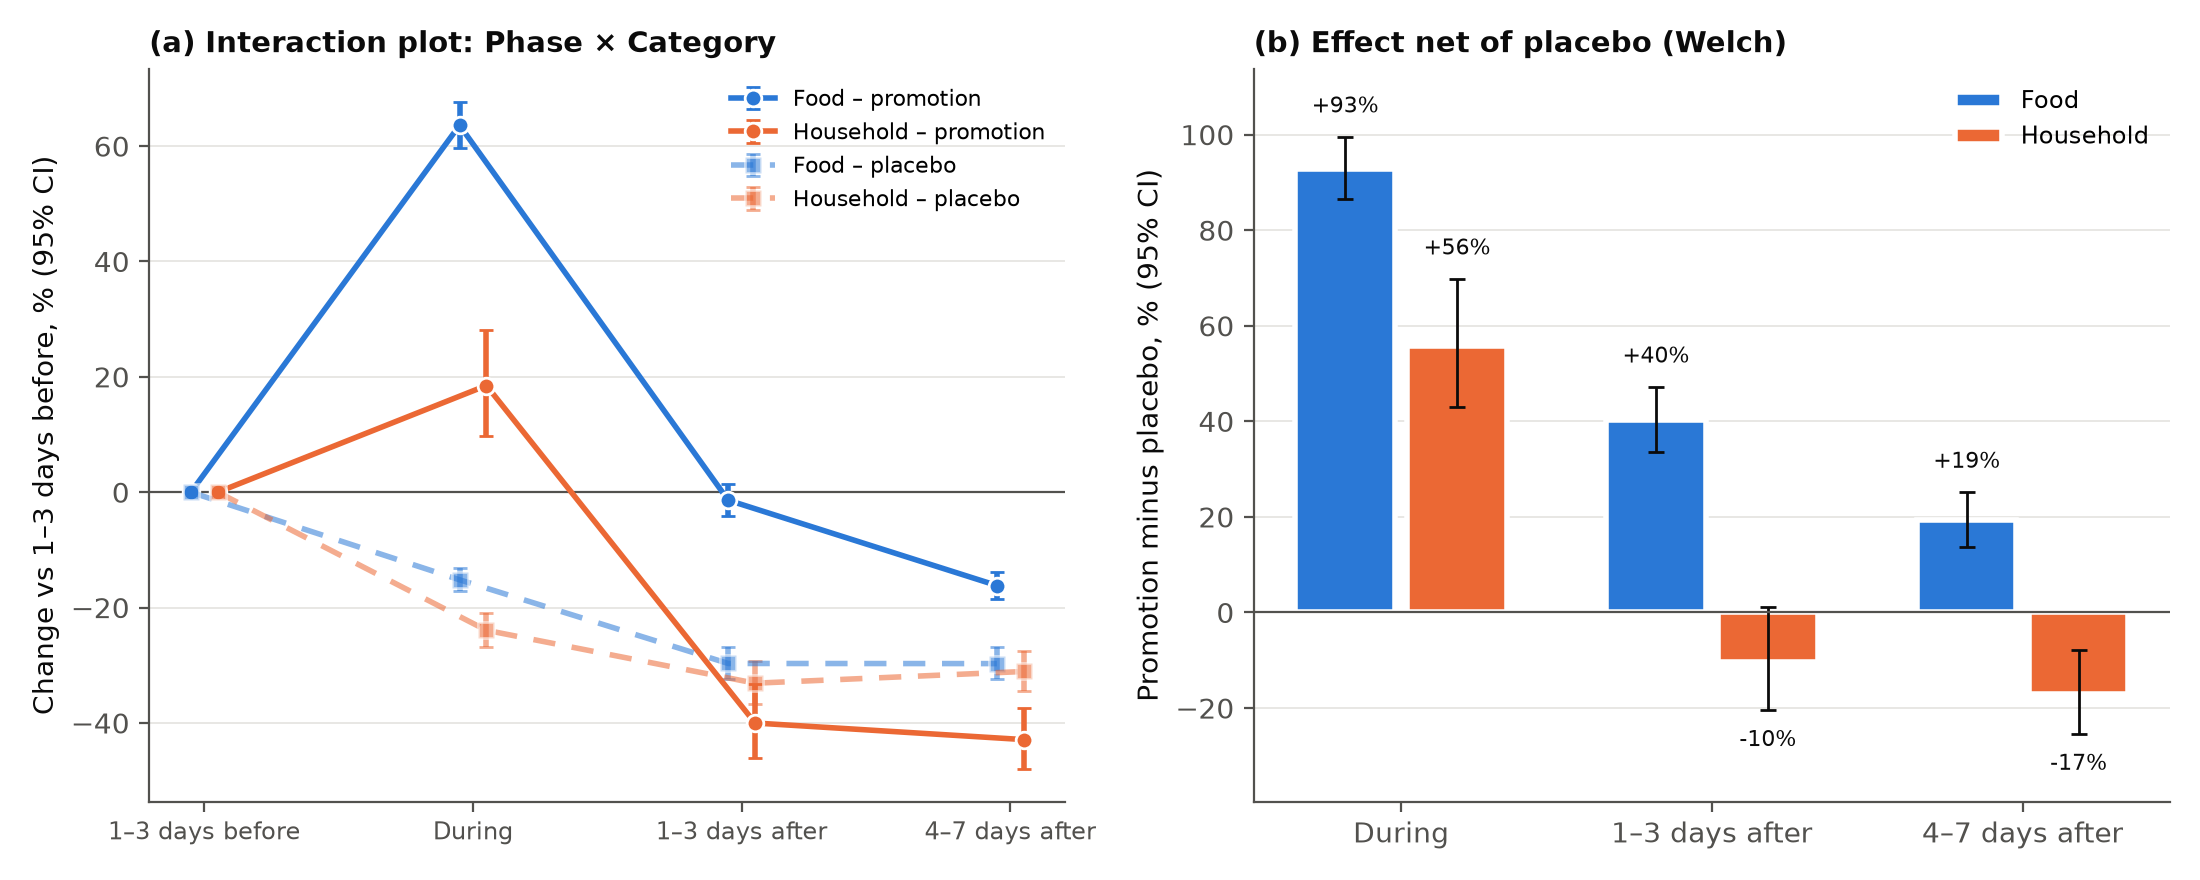 (a) Interaction plot: Phase × Category
Change vs 1–3 days before, % (95% CI)
60
40
20
0
−20
−40
Food – promotion
Household – promotion
Food – placebo
Household – placebo
1–3 days before
During
1–3 days after
4–7 days after
(b) Effect net of placebo (Welch)
Promotion minus placebo, % (95% CI)
100
80
60
40
20
0
−20
Food
Household
+93%
+56%
+40%
-10%
+19%
-17%
During
1–3 days after
4–7 days after